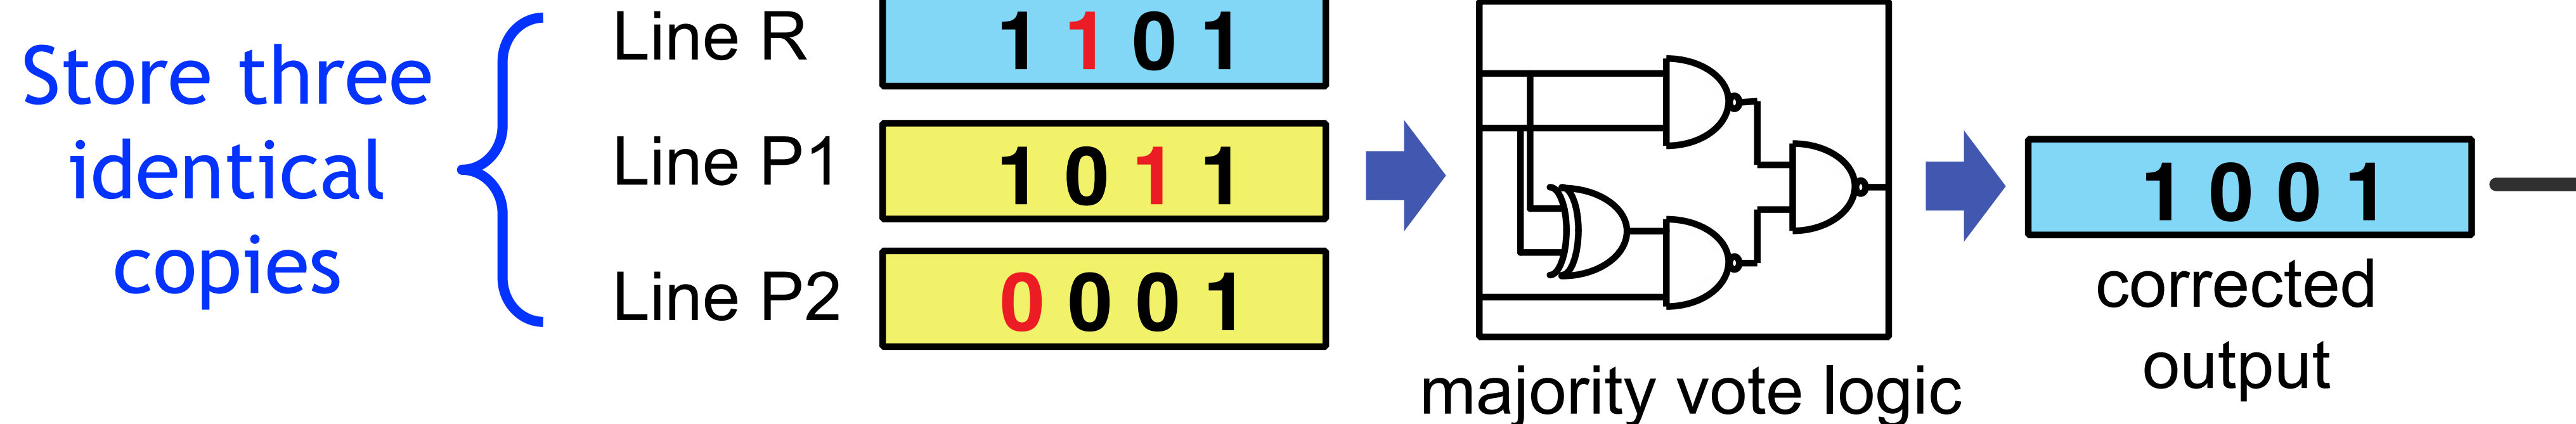 Store three
identical
copies
Line R
1 1 0 1
Line P1
1 0 1 1
Line P2
0 0 0 1
majority vote logic
1 0 0 1
corrected
output